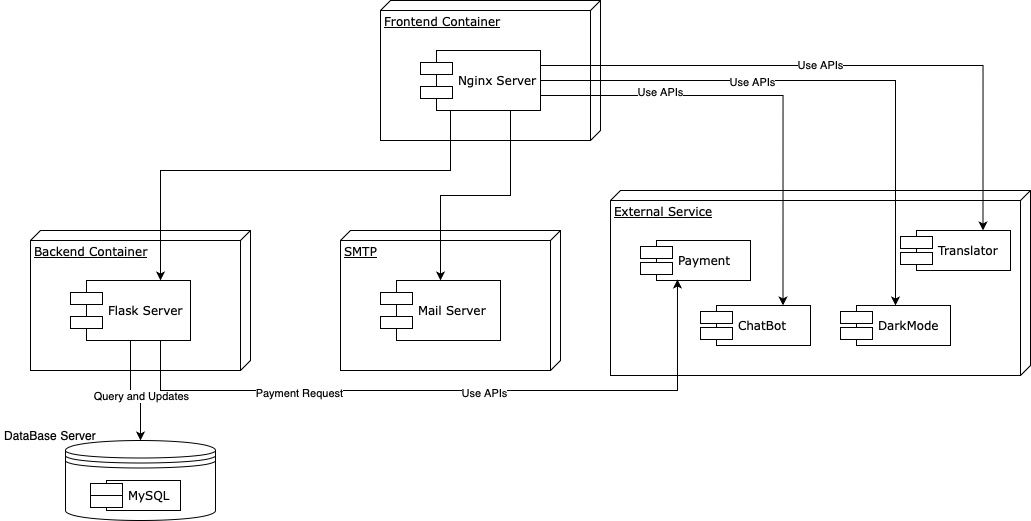 Frontend Container
Nginx Server
Use APIs
Use APIs
Use APIs
External Service
Backend Container
SMTP
Translator
Payment
Flask Server
Mail Server
ChatBot
DarkMode
Query and Updates
Payment Request
Use APIs
DataBase Server
MySQL